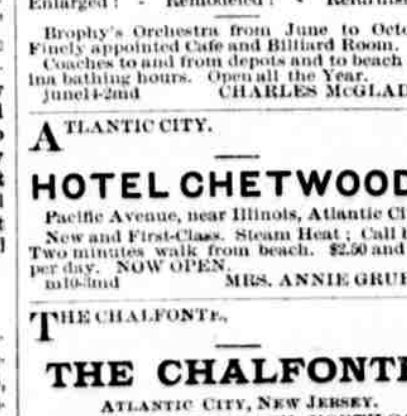 Enlarged! - Remodeled! -
Brophy's Orchestra from June to Octo
Finely appointed Cafe and Billiard Room.
Coaches to and from depots and to beach
ing bathing hours. Open all the Year.
june14-2md CHARLES McGLAD
ATLANTIC CITY.
HOTEL CHETWOOD
Pacific Avenue, near Illinois, Atlantic Ci
New and First-Class. Steam Heat; Call b
Two minutes walk from beach. $2.50 and
per day. NOW OPEN.
m10-3md MRS. ANNIE GRUB
THE CHALFONTE,
THE CHALFONTE
ATLANTIC CITY, NEW JERSEY.